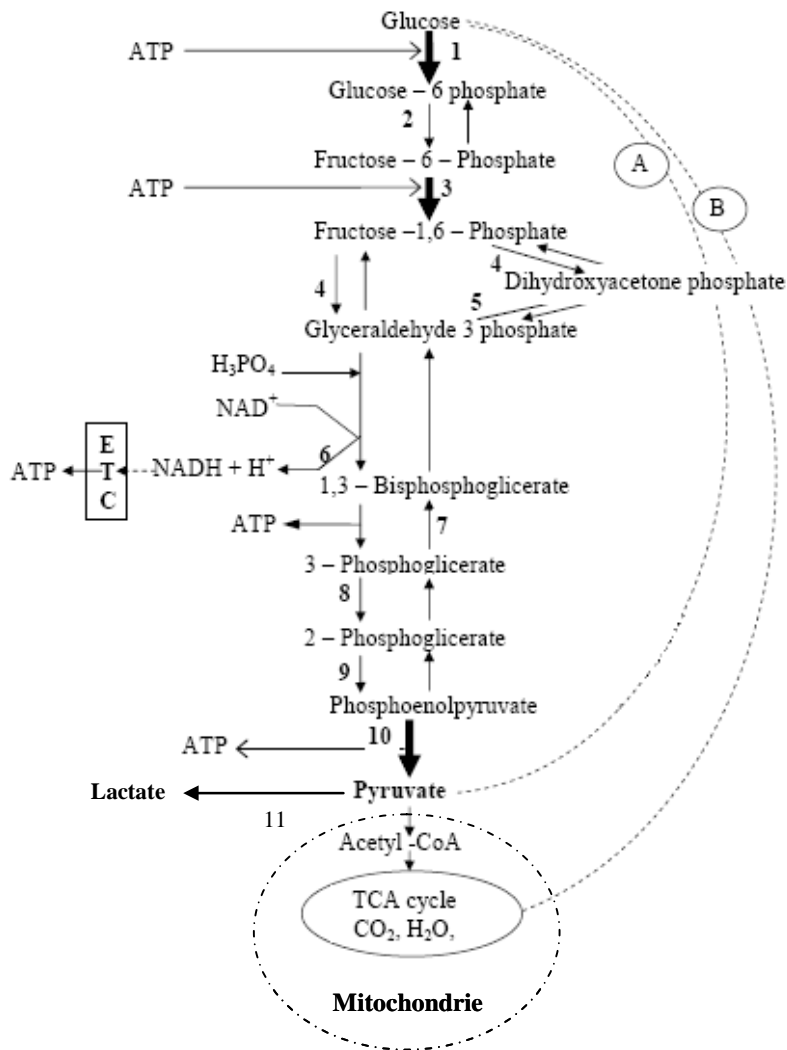 Glucose
ATP
1
Glucose – 6 phosphate
2
Fructose – 6 – Phosphate
A
ATP
3
B
Fructose –1,6 – Phosphate
4
Dihydroxyacetone phosphate
4
5
Glyceraldehyde 3 phosphate
H₃PO₄
NAD⁺
E
T
C
6
ATP
NADH + H⁺
1,3 – Bisphosphoglicerate
ATP
7
3 – Phosphoglicerate
8
2 – Phosphoglicerate
9
Phosphoenolpyruvate
10
ATP
Lactate
Pyruvate
11
Acetyl -CoA
TCA cycle
CO₂, H₂O,
Mitochondrie